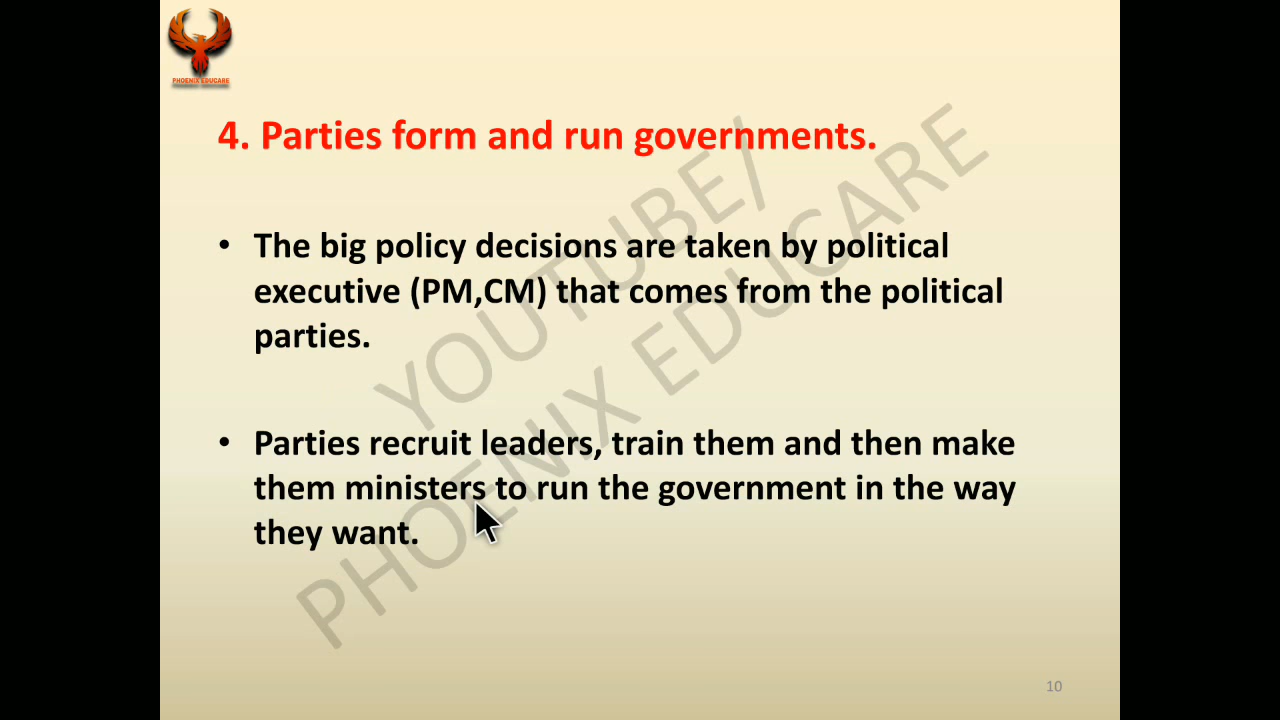 PHOENIX EDUCARE
4. Parties form and run governments.
• The big policy decisions are taken by political
executive (PM,CM) that comes from the political
parties.
• Parties recruit leaders, train them and then make
them ministers to run the government in the way
they want.
YOUTUBE/
PHOENIX EDUCARE
10